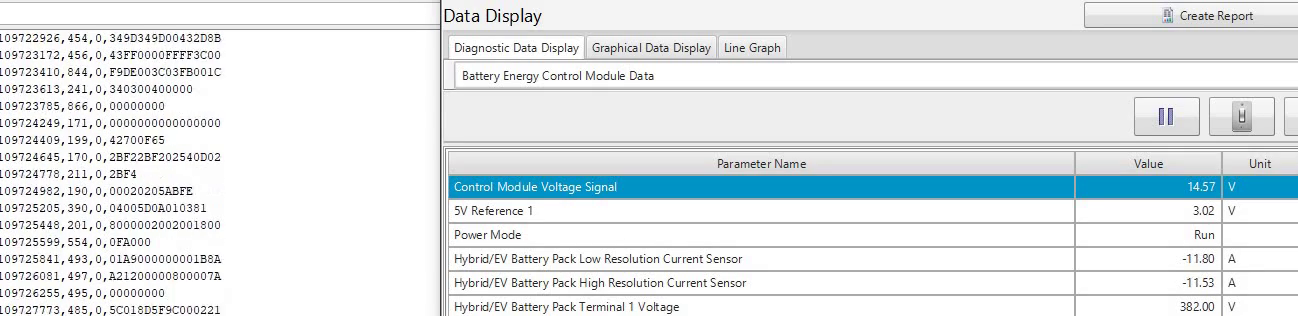 109722926,454,0,349D349D00432D8B
109723172,456,0,43FF0000FFFF3C00
109723410,844,0,F9DE003C03FB001C
109723613,241,0,340300400000
109723785,866,0,00000000
109724249,171,0,0000000000000000
109724409,199,0,42700F65
109724645,170,0,2BF22BF202540D02
109724778,211,0,2BF4
109724982,190,0,00020205ABFE
109725205,390,0,04005D0A010381
109725448,201,0,8000002002001800
109725599,554,0,0FA000
109725841,493,0,01A9000000001B8A
109726081,497,0,A21200000800007A
109726255,495,0,00000000
109727773,485,0,5C018D5F9C000221
Data Display
Create Report
Diagnostic Data Display Graphical Data Display Line Graph
Battery Energy Control Module Data
Parameter Name Value Unit
Control Module Voltage Signal 14.57 V
5V Reference 1 3.02 V
Power Mode Run
Hybrid/EV Battery Pack Low Resolution Current Sensor -11.80 A
Hybrid/EV Battery Pack High Resolution Current Sensor -11.53 A
Hybrid/EV Battery Pack Terminal 1 Voltage 382.00 V